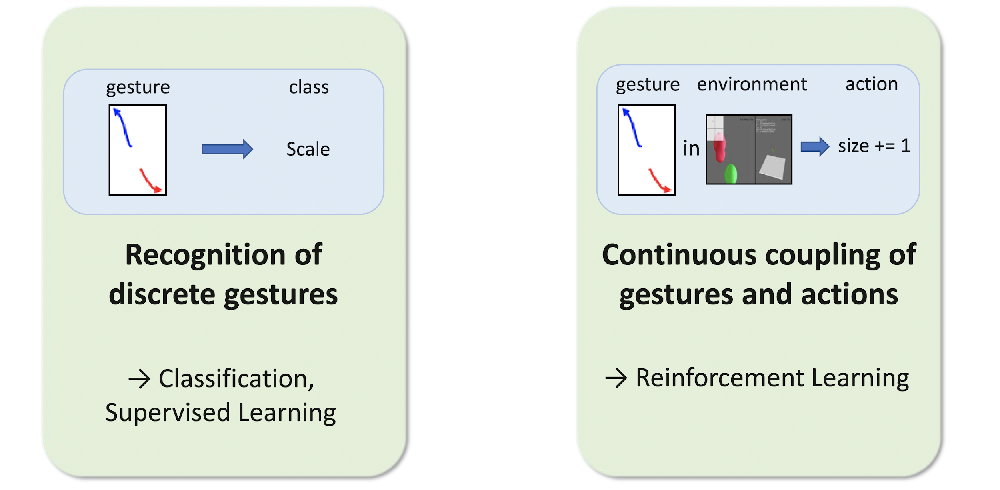 gesture class
Scale
Recognition of
discrete gestures
→ Classification,
Supervised Learning
gesture environment action
in size += 1
Continuous coupling of
gestures and actions
→ Reinforcement Learning